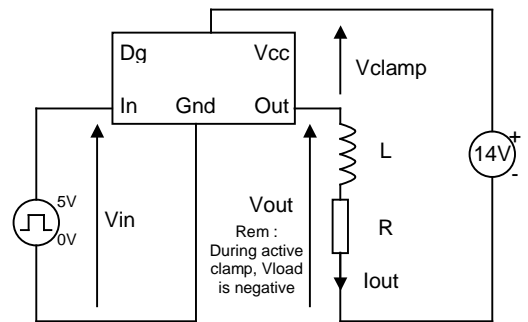 Dg Vcc
In Gnd Out
Vclamp
14V
+
-
L
R
5V
0V
Vin
Vout
Rem :
During active
clamp, Vload
is negative
Iout